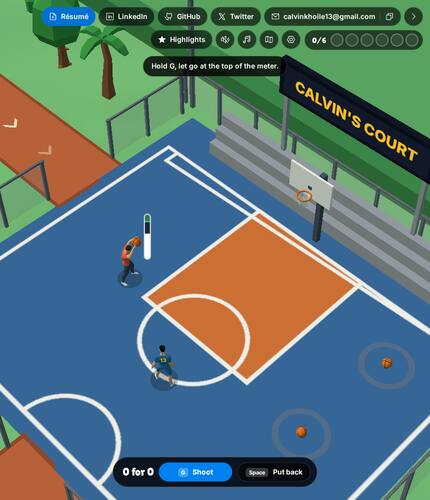 Résumé
LinkedIn
GitHub
Twitter
calvinkhoile13@gmail.com
Highlights
0/6
Hold G, let go at the top of the meter.
CALVIN'S COURT
13
0 for 0
G Shoot
Space Put back